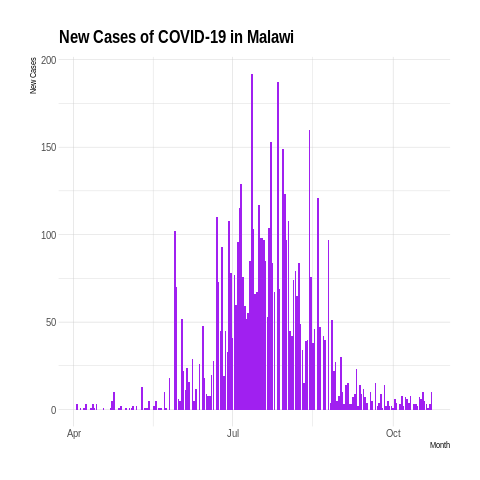 New Cases of COVID-19 in Malawi
New Cases
200
150
100
50
0
Apr
Jul
Oct
Month